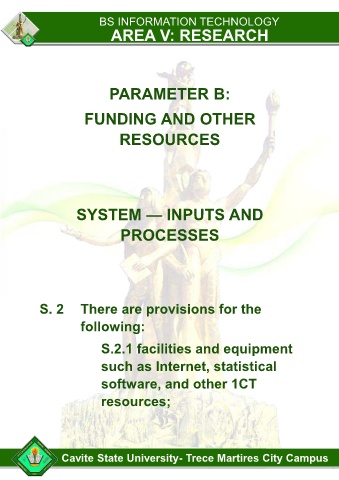 BS INFORMATION TECHNOLOGY
AREA V: RESEARCH
PARAMETER B:
FUNDING AND OTHER
RESOURCES
SYSTEM — INPUTS AND
PROCESSES
S. 2 There are provisions for the
following:
S.2.1 facilities and equipment
such as Internet, statistical
software, and other 1CT
resources;
Cavite State University- Trece Martires City Campus